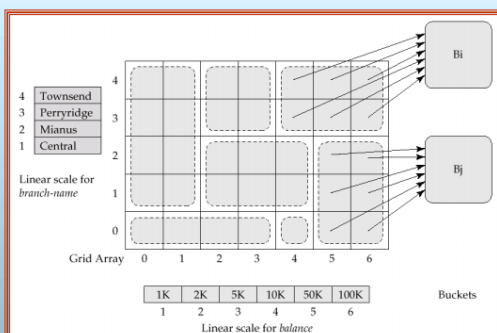 Bi
4
3
2
1
0
4 Townsend
3 Perryridge
2 Mianus
1 Central
Linear scale for
branch-name
Bj
Grid Array 0 1 2 3 4 5 6
1K 2K 5K 10K 50K 100K
1 2 3 4 5 6
Linear scale for balance
Buckets